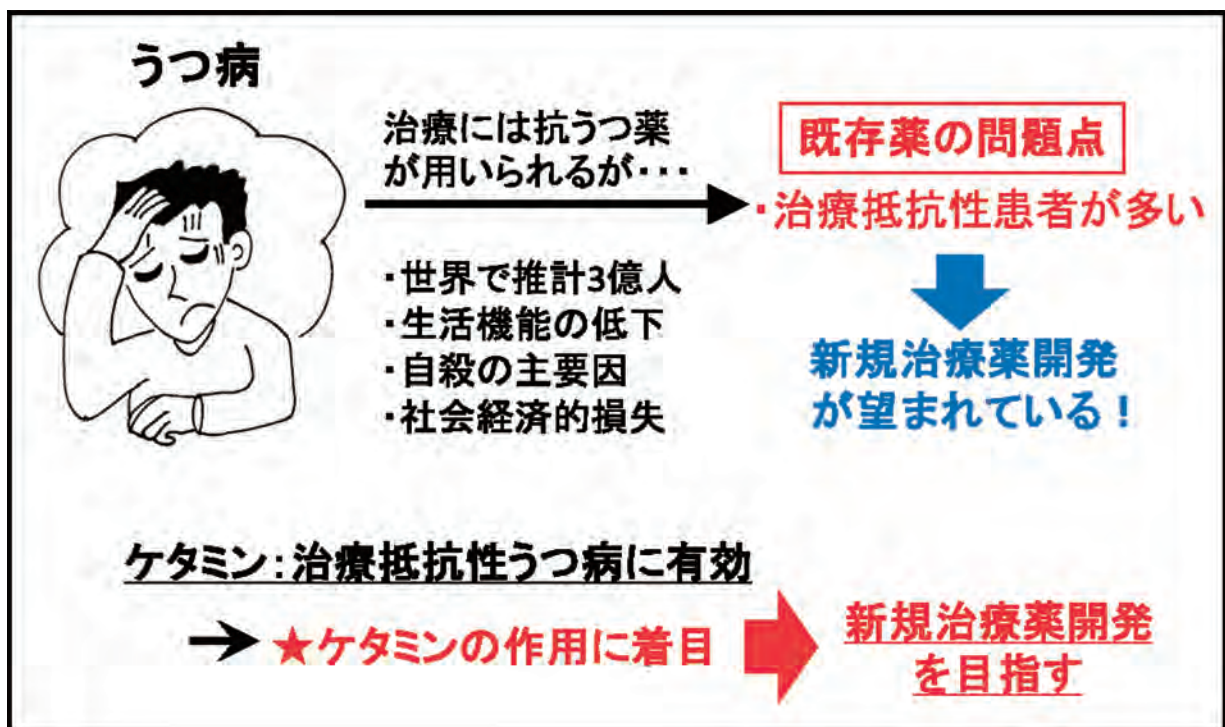 うつ病
治療には抗うつ薬
が用いられるが・・・
・世界で推計3億人
・生活機能の低下
・自殺の主要因
・社会経済的損失
既存薬の問題点
・治療抵抗性患者が多い
新規治療薬開発
が望まれている！
ケタミン：治療抵抗性うつ病に有効
→ ★ケタミンの作用に着目
新規治療薬開発
を目指す